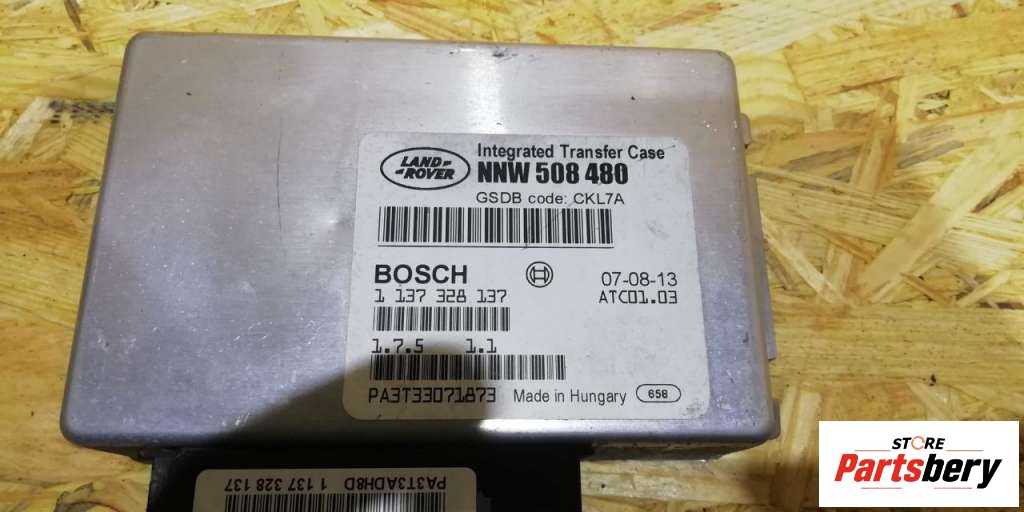 LAND-
-ROVER
Integrated Transfer Case
NNW 508 480
GSDB code: CKL7A
BOSCH
07-08-13
1 137 328 137
ATC01.03
1.7.5 1.1
PA3T33071873
Made in Hungary 658
PA3T3ADH8D 1 137 328 137
STORE
Partsbery